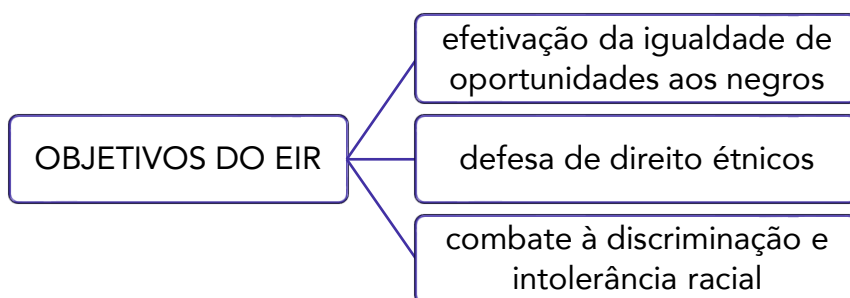 efetivação da igualdade de
oportunidades aos negros
OBJETIVOS DO EIR
defesa de direito étnicos
combate à discriminação e
intolerância racial